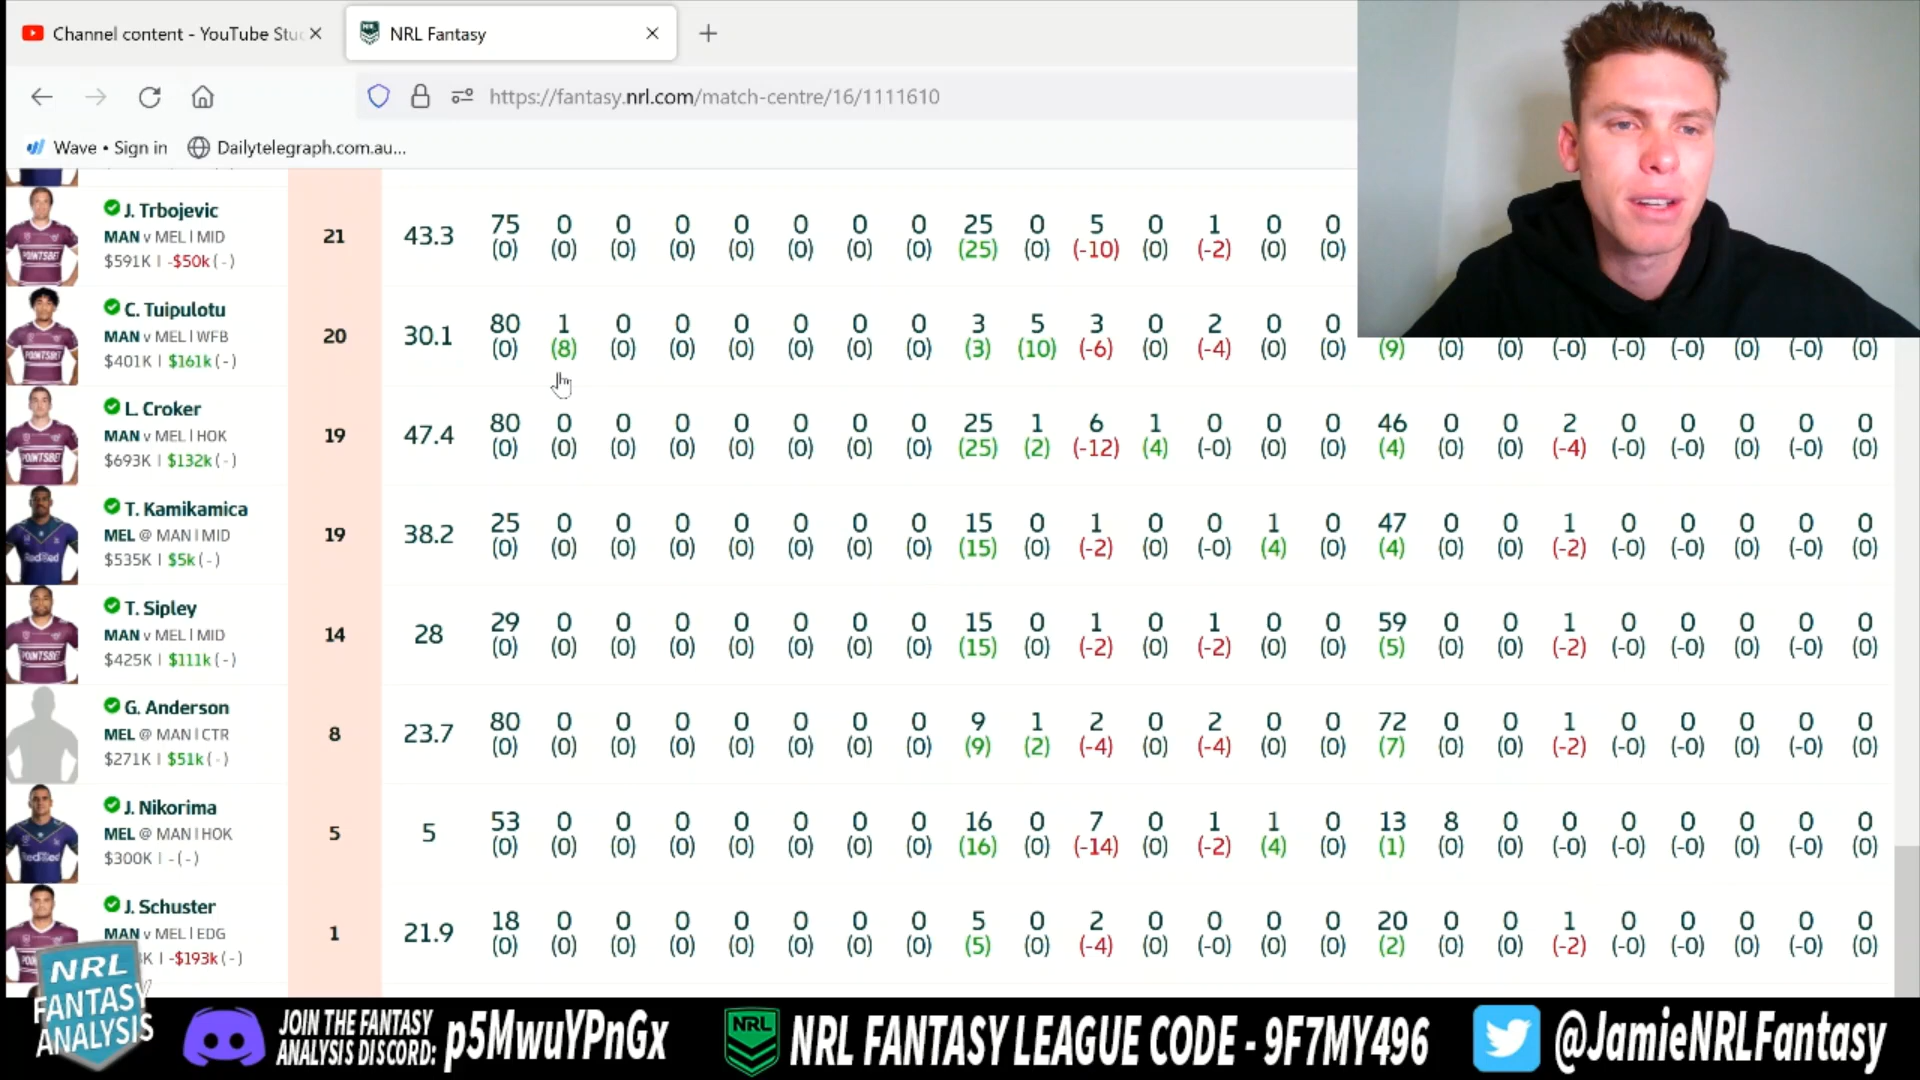 Channel content - YouTube Stu
NRL Fantasy
https://fantasy.nrl.com/match-centre/16/1111610
Wave • Sign in
Dailytelegraph.com.au...
J. Trbojevic
MAN v MEL | MID
$591K | -$50k ( - )
21 43.3 75 0 0 0 0 0 0 0 25 0 5 0 1 0 0
(0) (0) (0) (0) (0) (0) (0) (0) (25) (0) (-10) (0) (-2) (0) (0)
C. Tuipulotu
MAN v MEL | WFB
$401K | $161k ( - )
20 30.1 80 1 0 0 0 0 0 0 3 5 3 0 2 0 0
(0) (8) (0) (0) (0) (0) (0) (0) (3) (10) (-6) (0) (-4) (0) (0) (9) (0) (0) (-0) (-0) (-0) (0) (-0) (0)
L. Croker
MAN v MEL | HOK
$693K | $132k ( - )
19 47.4 80 0 0 0 0 0 0 0 25 1 6 1 0 0 0 46 0 0 2 0 0 0 0 0
(0) (0) (0) (0) (0) (0) (0) (0) (25) (2) (-12) (4) (-0) (0) (0) (4) (0) (0) (-4) (-0) (-0) (0) (-0) (0)
T. Kamikamica
MEL @ MAN | MID
$535K | $5k ( - )
19 38.2 25 0 0 0 0 0 0 0 15 0 1 0 0 1 0 47 0 0 1 0 0 0 0 0
(0) (0) (0) (0) (0) (0) (0) (0) (15) (0) (-2) (0) (-0) (4) (0) (4) (0) (0) (-2) (-0) (-0) (0) (-0) (0)
T. Sipley
MAN v MEL | MID
$425K | $111k ( - )
14 28 29 0 0 0 0 0 0 0 15 0 1 0 1 0 0 59 0 0 1 0 0 0 0 0
(0) (0) (0) (0) (0) (0) (0) (0) (15) (0) (-2) (0) (-2) (0) (0) (5) (0) (0) (-2) (-0) (-0) (0) (-0) (0)
G. Anderson
MEL @ MAN | CTR
$271K | $51k ( - )
8 23.7 80 0 0 0 0 0 0 0 9 1 2 0 2 0 0 72 0 0 1 0 0 0 0 0
(0) (0) (0) (0) (0) (0) (0) (0) (9) (2) (-4) (0) (-4) (0) (0) (7) (0) (0) (-2) (-0) (-0) (0) (-0) (0)
J. Nikorima
MEL @ MAN | HOK
$300K | - ( - )
5 5 53 0 0 0 0 0 0 0 16 0 7 0 1 1 0 13 8 0 0 0 0 0 0 0
(0) (0) (0) (0) (0) (0) (0) (0) (16) (0) (-14) (0) (-2) (4) (0) (1) (0) (0) (-0) (-0) (-0) (0) (-0) (0)
J. Schuster
MAN v MEL | EDG
K | -$193k ( - )
1 21.9 18 0 0 0 0 0 0 0 5 0 2 0 0 0 0 20 0 0 1 0 0 0 0 0
(0) (0) (0) (0) (0) (0) (0) (0) (5) (0) (-4) (0) (-0) (0) (0) (2) (0) (0) (-2) (-0) (-0) (0) (-0) (0)
NRL
FANTASY
ANALYSIS
JOIN THE FANTASY
ANALYSIS DISCORD: p5MwuYPnGx
NRL
NRL FANTASY LEAGUE CODE - 9F7MY496
@JamieNRLFantasy